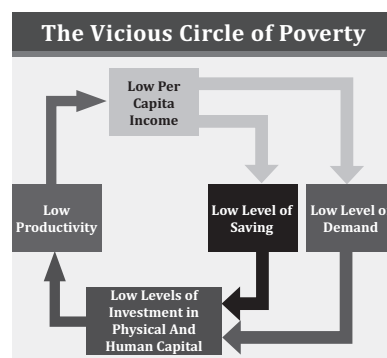 The Vicious Circle of Poverty
Low Per
Capita
Income
Low
Productivity
Low Level of
Saving
Low Level o
Demand
Low Levels of
Investment in
Physical And
Human Capital